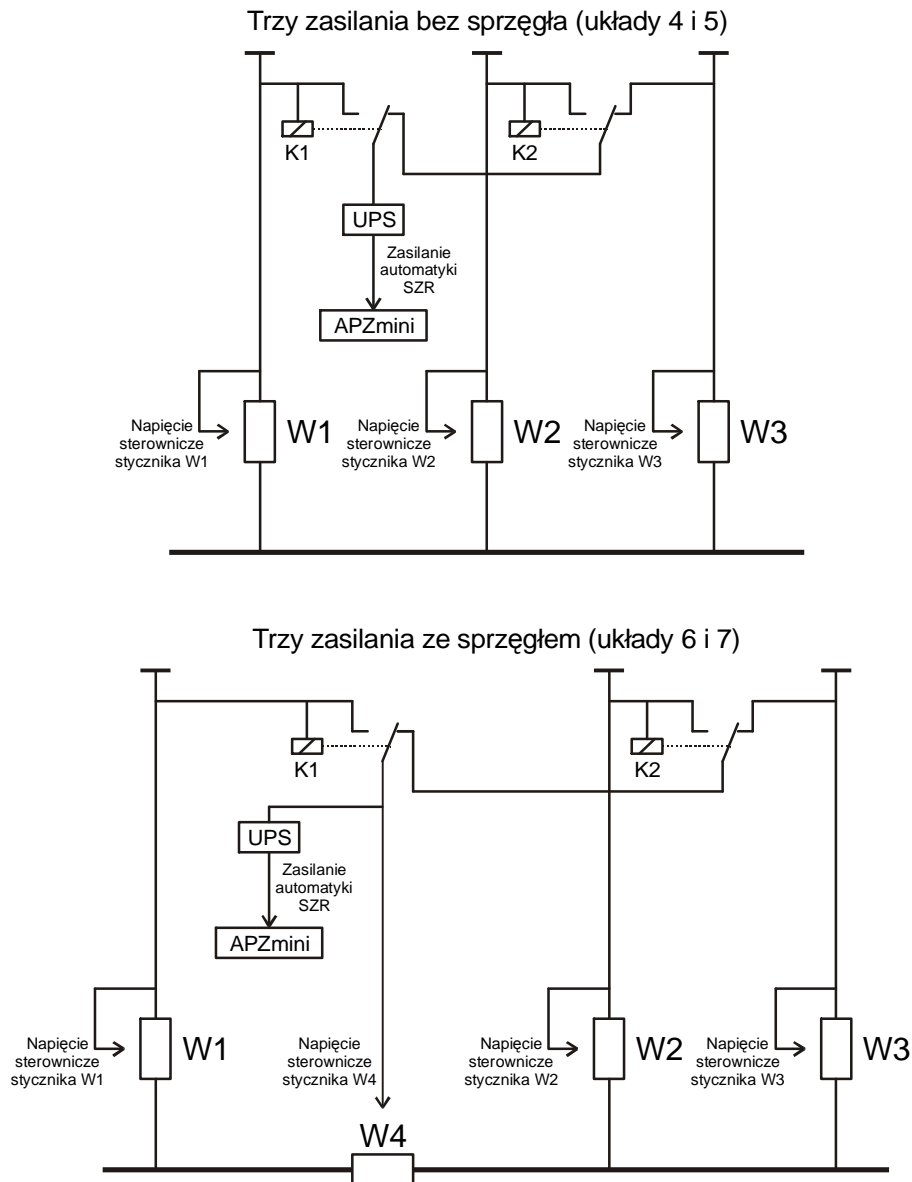 Trzy zasilania bez sprzęgła (układy 4 i 5)
K1
K2
UPS
Zasilanie
automatyki
SZR
APZmini
Napięcie
sterownicze
stycznika W1
W1
Napięcie
sterownicze
stycznika W2
W2
Napięcie
sterownicze
stycznika W3
W3
Trzy zasilania ze sprzęgłem (układy 6 i 7)
K1
K2
UPS
Zasilanie
automatyki
SZR
APZmini
Napięcie
sterownicze
stycznika W1
W1
Napięcie
sterownicze
stycznika W4
Napięcie
sterownicze
stycznika W2
W2
Napięcie
sterownicze
stycznika W3
W3
W4